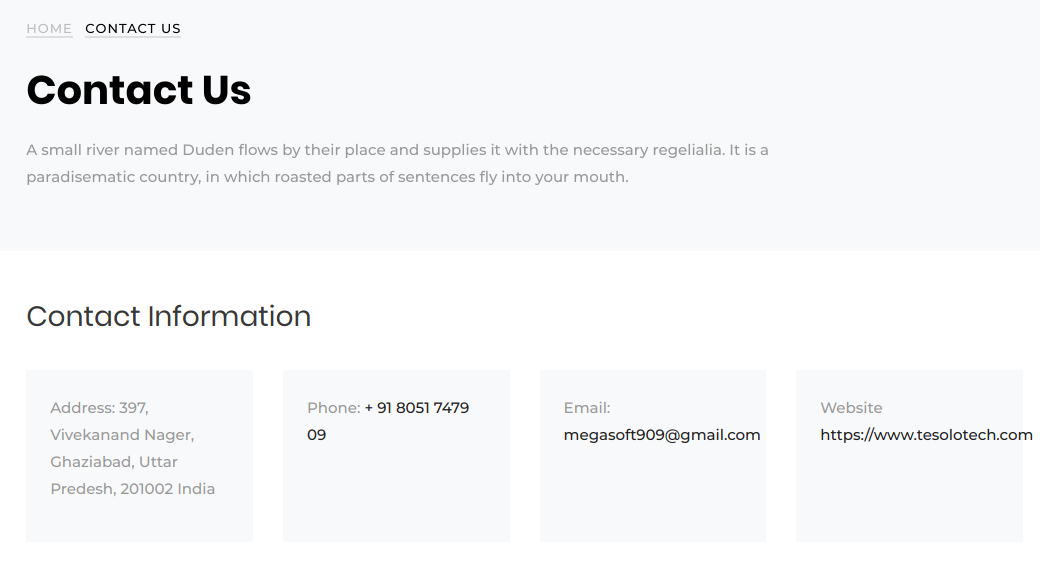 HOME CONTACT US
Contact Us
A small river named Duden flows by their place and supplies it with the necessary regelialia. It is a
paradisematic country, in which roasted parts of sentences fly into your mouth.
Contact Information
Address: 397,
Vivekanand Nager,
Ghaziabad, Uttar
Predesh, 201002 India
Phone: + 91 8051 7479
09
Email:
megasoft909@gmail.com
Website
https://www.tesolotech.com